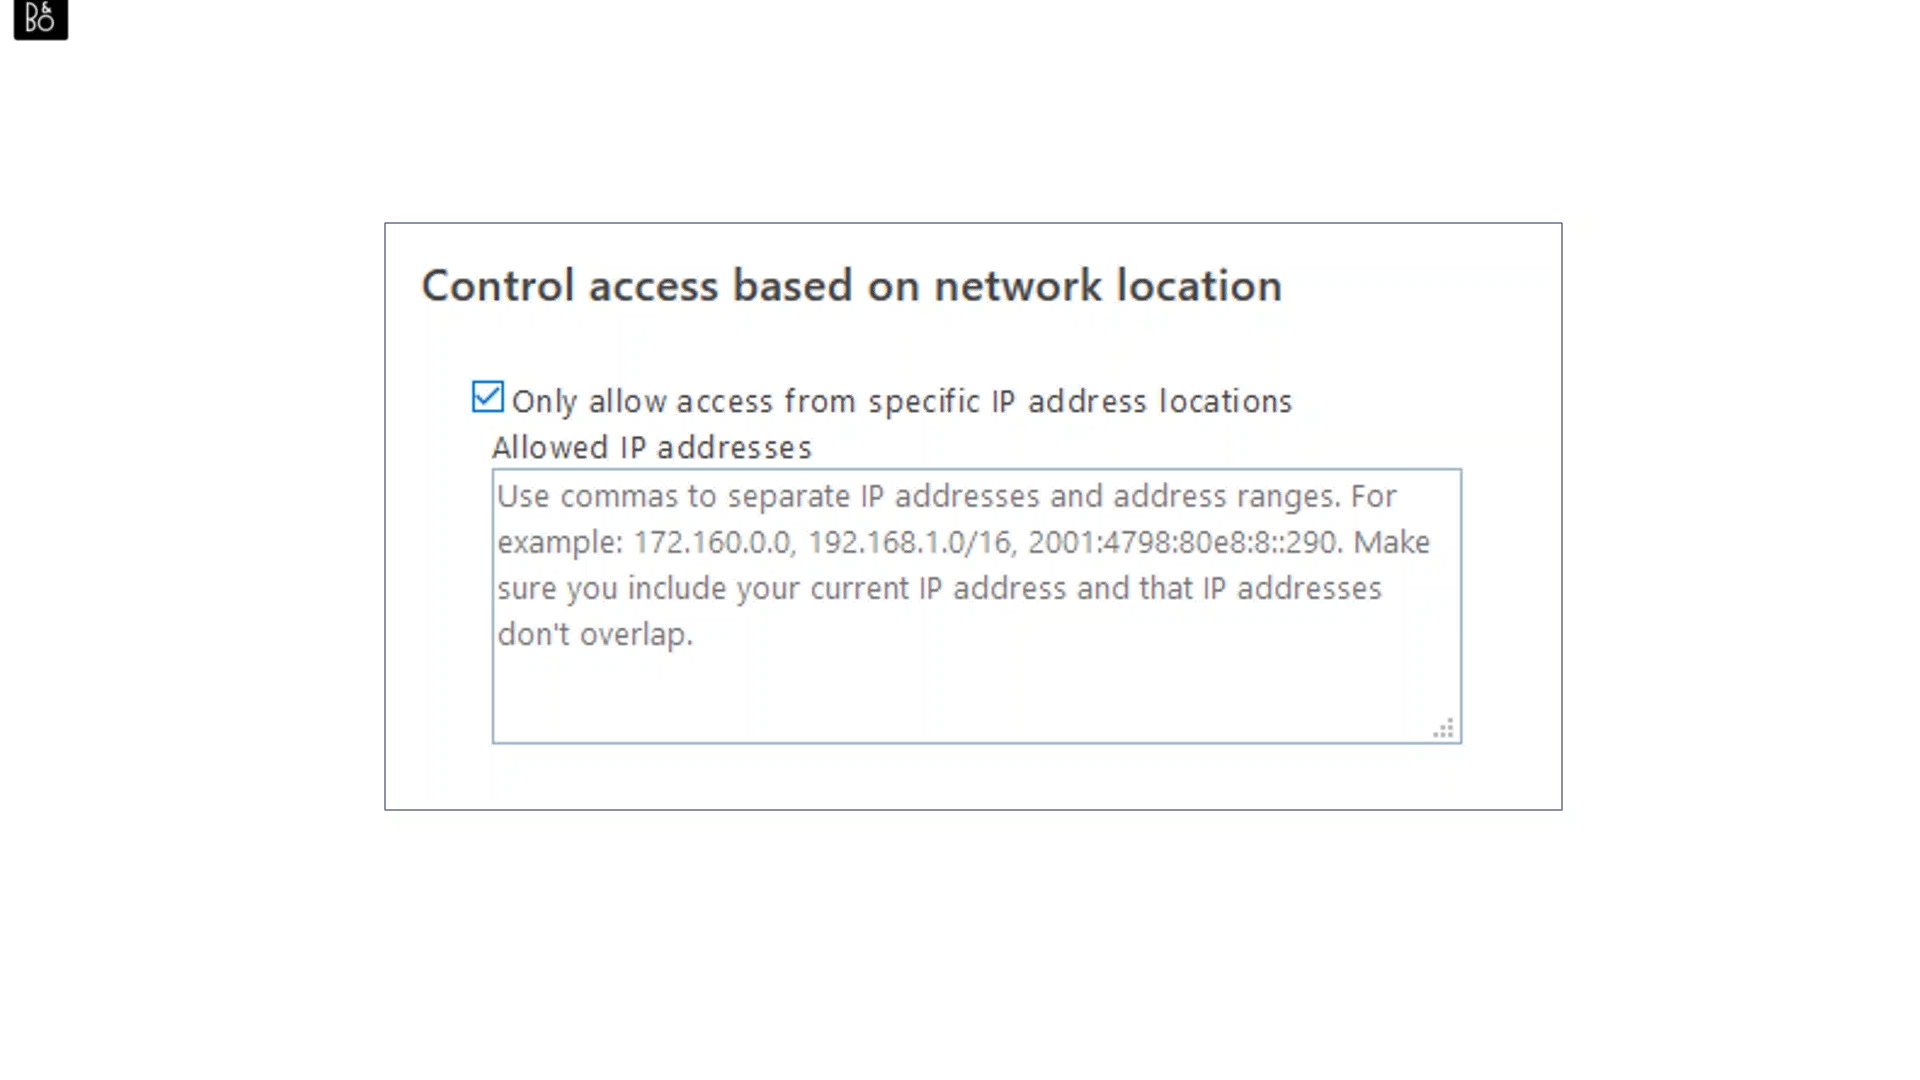 B&O
Control access based on network location
Only allow access from specific IP address locations
Allowed IP addresses
Use commas to separate IP addresses and address ranges. For
example: 172.160.0.0, 192.168.1.0/16, 2001:4798:80e8:8::290. Make
sure you include your current IP address and that IP addresses
don't overlap.